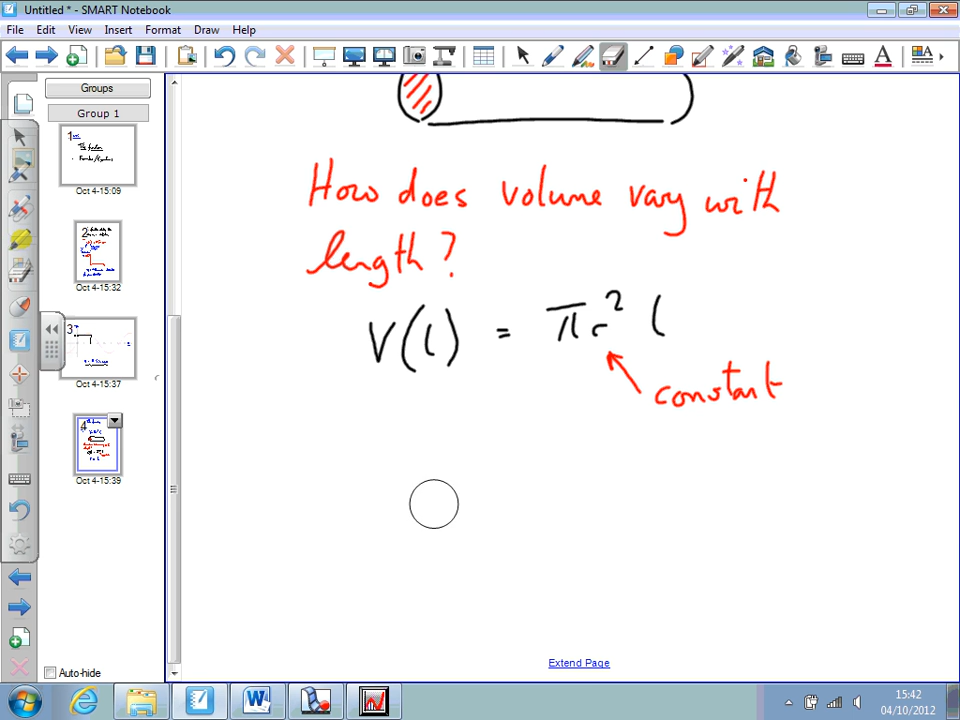 Untitled * - SMART Notebook
File Edit View Insert Format Draw Help
Groups
Group 1
Oct 4-15:09
Oct 4-15:32
Oct 4-15:37
Oct 4-15:39
Auto-hide
How does volume vary with
length?
V(l) = πr² l
constant
Extend Page
15:42
04/10/2012